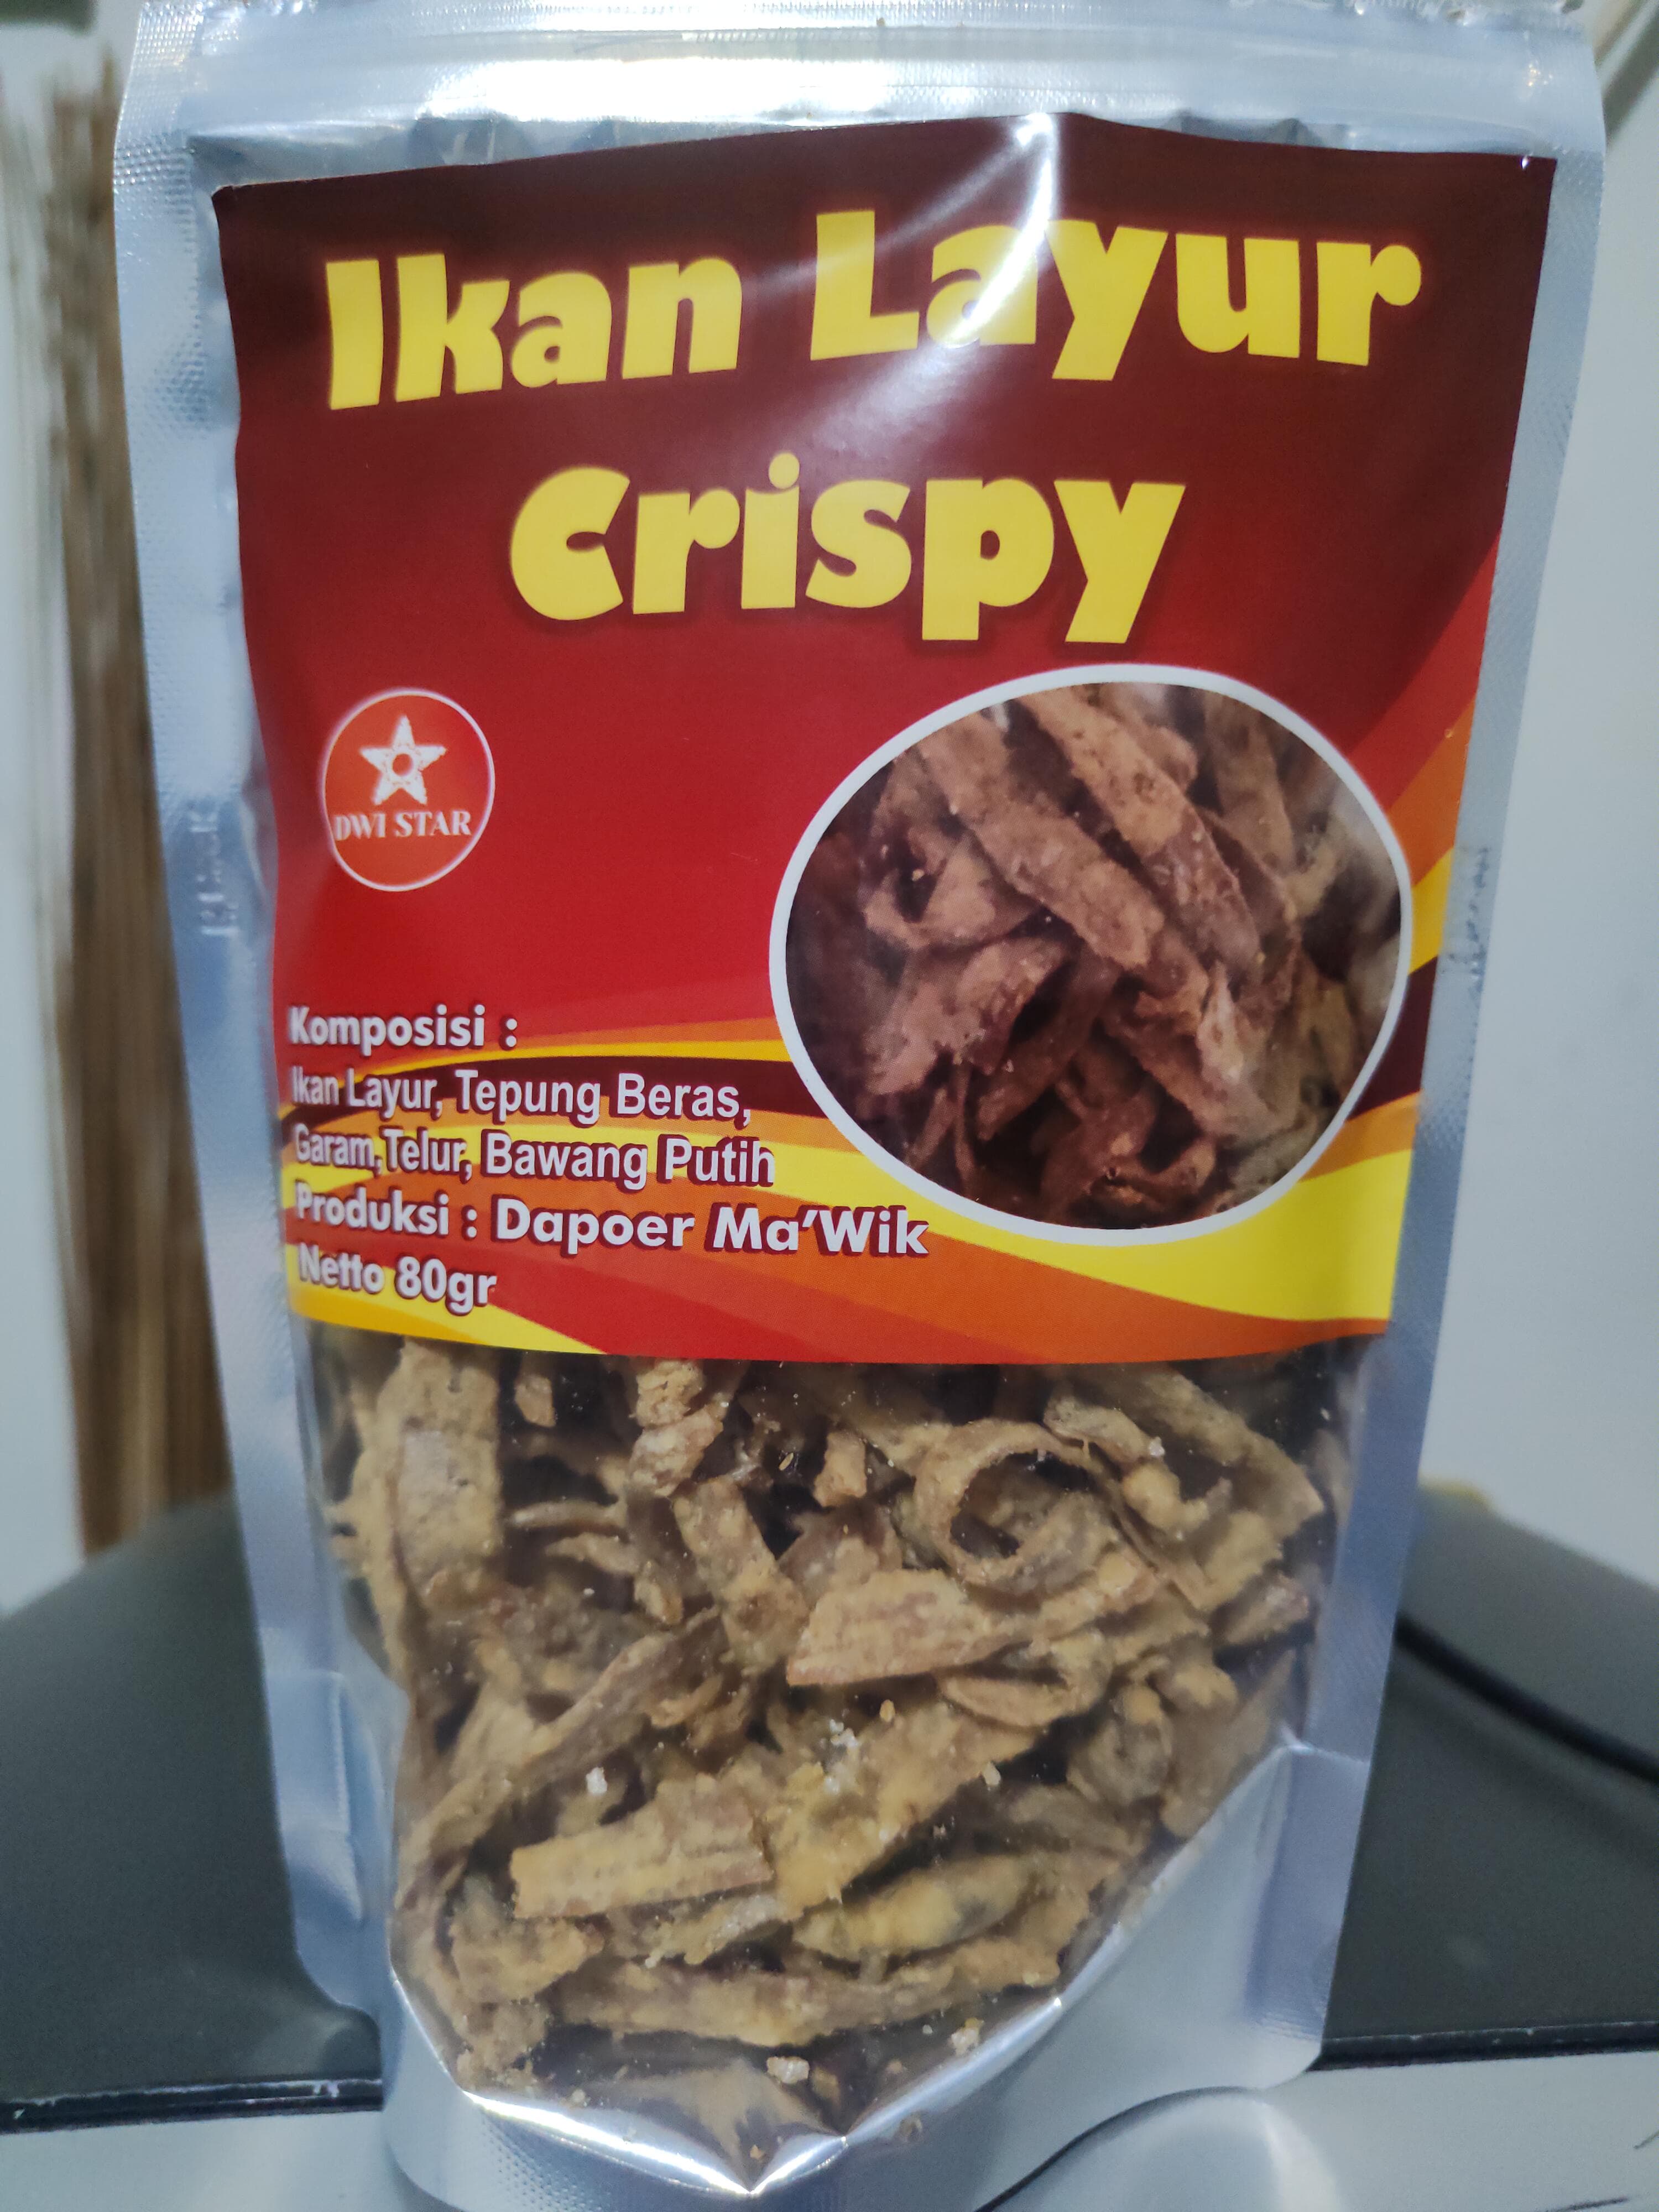 Ikan Layur
Crispy
DWI STAR
Komposisi :
Ikan Layur, Tepung Beras,
Garam,Telur, Bawang Putih
Produksi : Dapoer Ma'Wik
Netto 80gr